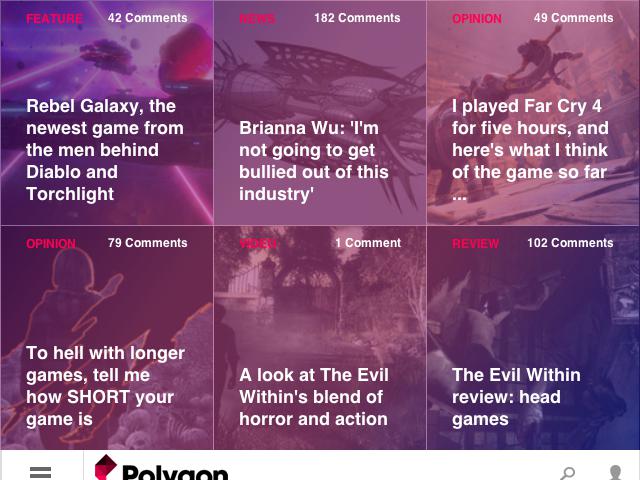 FEATURE 42 Comments
Rebel Galaxy, the
newest game from
the men behind
Diablo and
Torchlight
NEWS 182 Comments
Brianna Wu: 'I'm
not going to get
bullied out of this
industry'
OPINION 49 Comments
I played Far Cry 4
for five hours, and
here's what I think
of the game so far
...
OPINION 79 Comments
To hell with longer
games, tell me
how SHORT your
game is
VIDEO 1 Comment
A look at The Evil
Within's blend of
horror and action
REVIEW 102 Comments
The Evil Within
review: head
games
Polygon